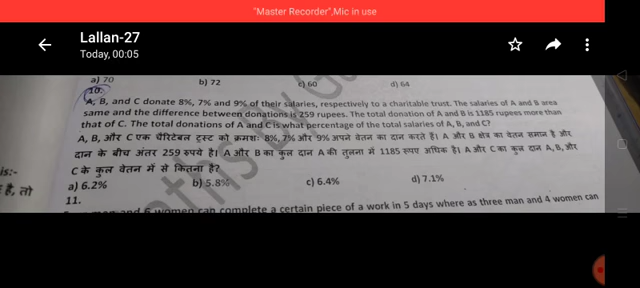 "Master Recorder",Mic in use
Lallan-27
Today, 00:05
a) 70 b) 72 c) 60 d) 64
10.
A, B, and C donate 8%, 7% and 9% of their salaries, respectively to a charitable trust. The salaries of A and B area
same and the difference between donations is 259 rupees. The total donation of A and B is 1185 rupees more than
that of C. The total donations of A and C is what percentage of the total salaries of A, B, and C?
A, B, और C एक चैरिटेबल ट्रस्ट को क्रमशः 8%, 7% और 9% अपने वेतन का दान करते हैं। A और B क्षेत्र का वेतन समान है और
दान के बीच अंतर 259 रुपये है। A और B का कुल दान A की तुलना में 1185 रुपए अधिक है। A और C का कुल दान A, B, और
is:-
C के कुल वेतन में से कितना है?
है, तो
a) 6.2% b) 5.8% c) 6.4% d) 7.1%
11.
and 6 women can complete a certain piece of a work in 5 days where as three man and 4 women can